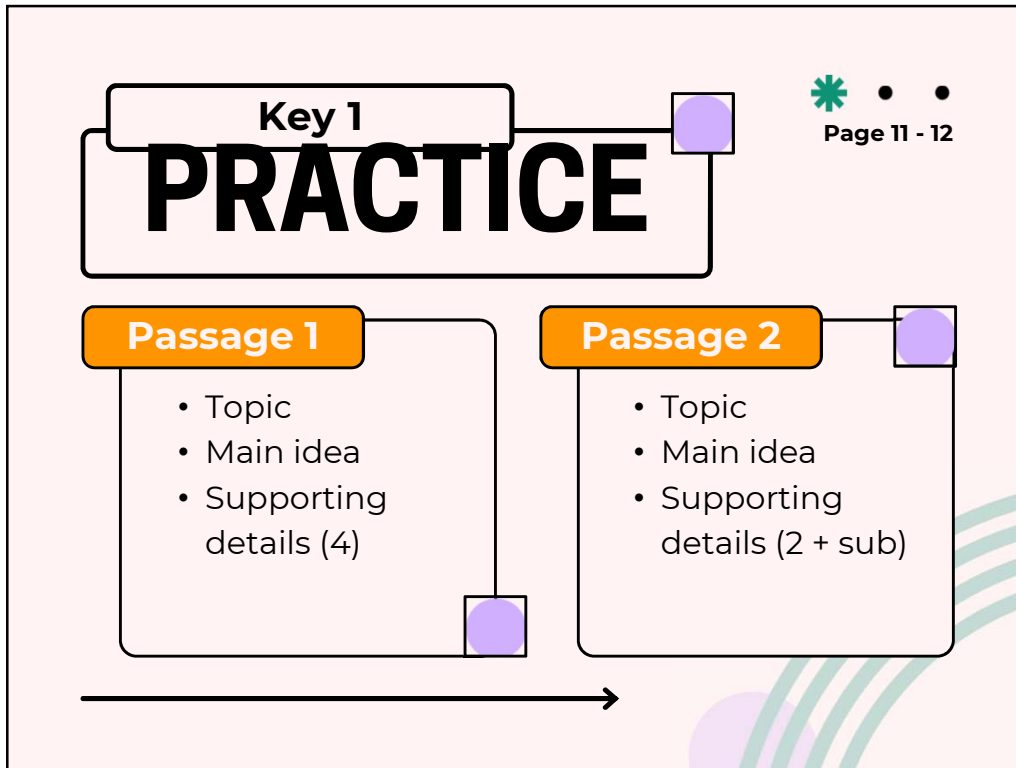 Key 1
Page 11 - 12
PRACTICE
Passage 1
• Topic
• Main idea
• Supporting
details (4)
Passage 2
• Topic
• Main idea
• Supporting
details (2 + sub)